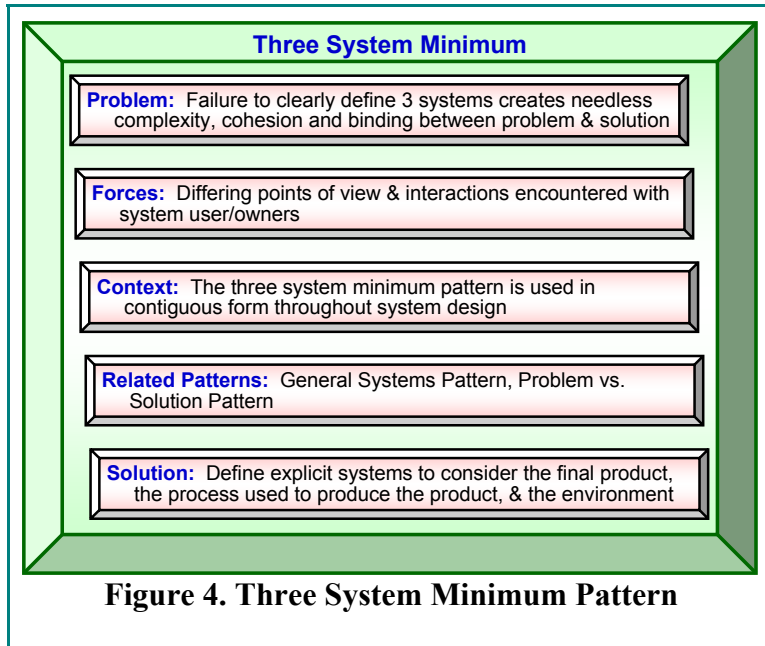 Three System Minimum
Problem: Failure to clearly define 3 systems creates needless
complexity, cohesion and binding between problem & solution
Forces: Differing points of view & interactions encountered with
system user/owners
Context: The three system minimum pattern is used in
contiguous form throughout system design
Related Patterns: General Systems Pattern, Problem vs.
Solution Pattern
Solution: Define explicit systems to consider the final product,
the process used to produce the product, & the environment
Figure 4. Three System Minimum Pattern